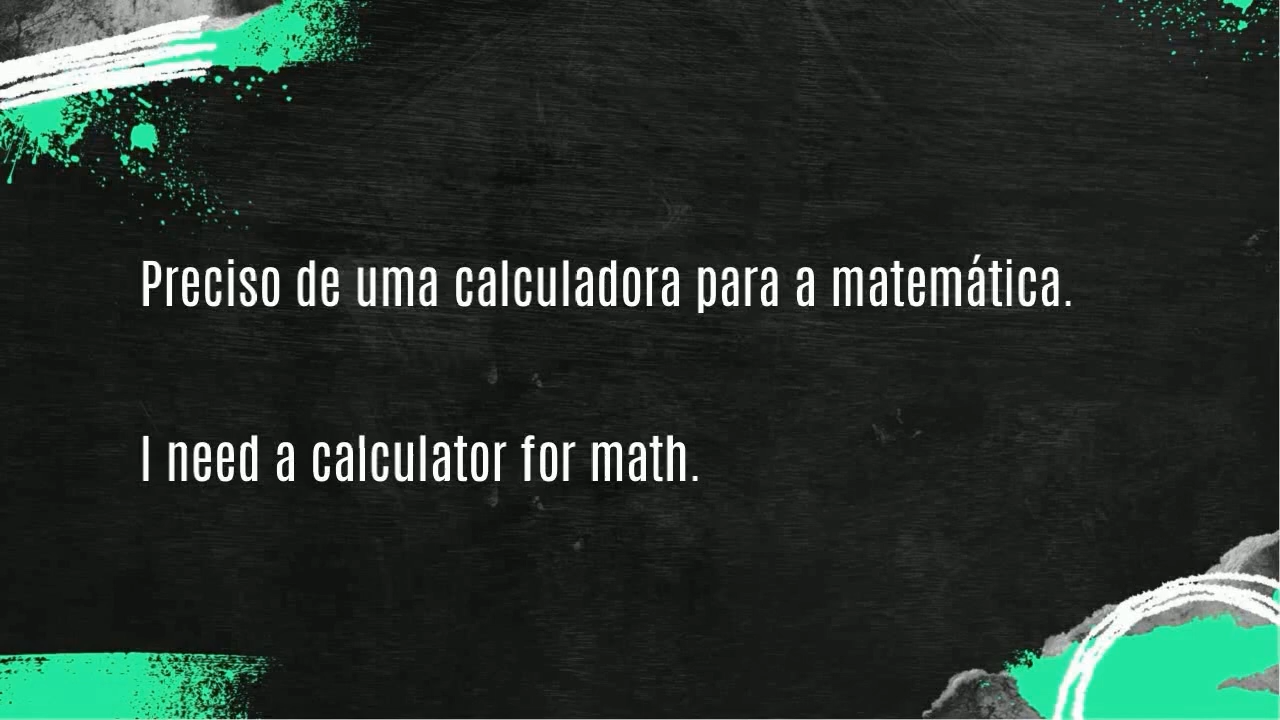 Preciso de uma calculadora para a matemática.
I need a calculator for math.